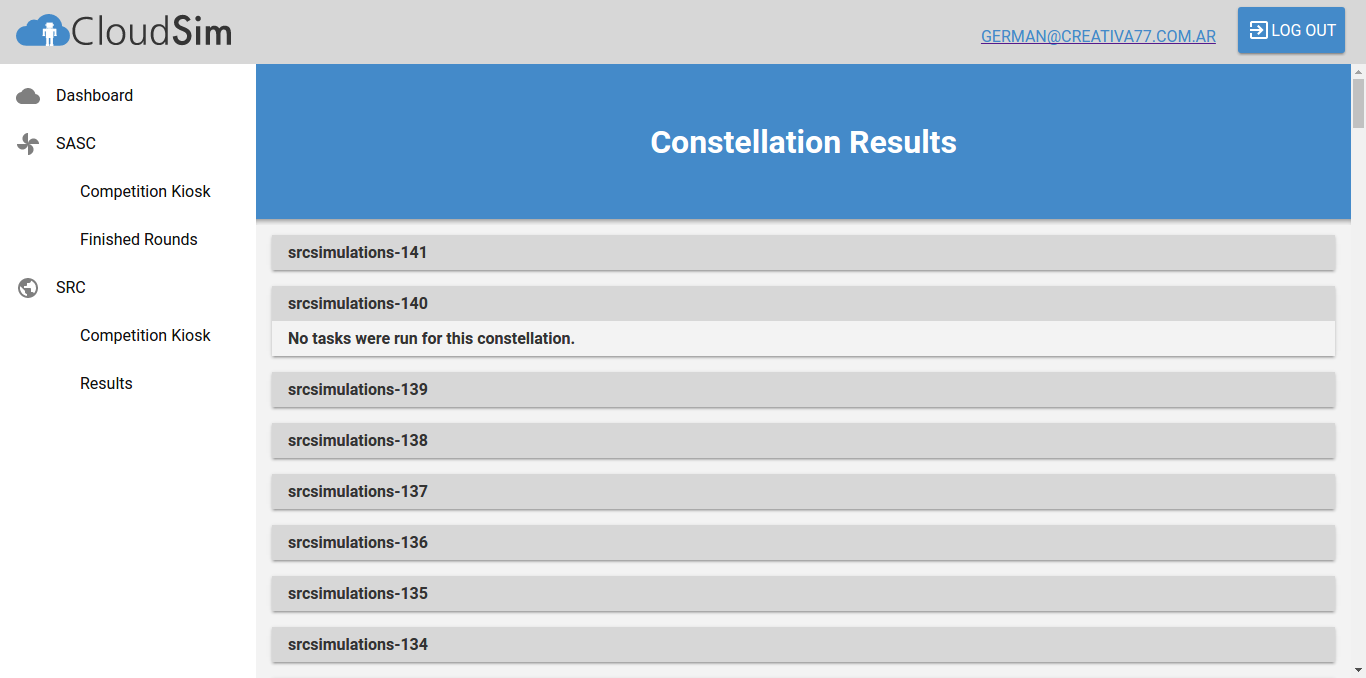 CloudSim
GERMAN@CREATIVA77.COM.AR
LOG OUT
Dashboard
SASC
Competition Kiosk
Finished Rounds
SRC
Competition Kiosk
Results
Constellation Results
srcsimulations-141
srcsimulations-140
No tasks were run for this constellation.
srcsimulations-139
srcsimulations-138
srcsimulations-137
srcsimulations-136
srcsimulations-135
srcsimulations-134